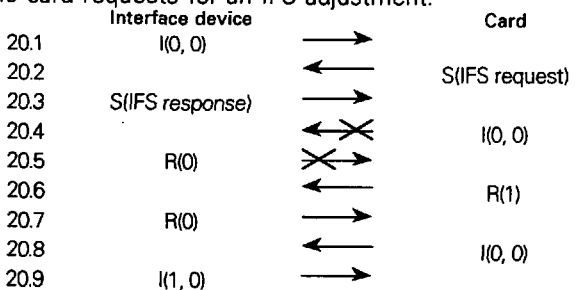 he card requests for an IFS adjustment.
Interface device Card
20.1 I(0, 0)
20.2 S(IFS request)
20.3 S(IFS response)
20.4 I(0, 0)
20.5 R(0)
20.6 R(1)
20.7 R(0)
20.8 I(0, 0)
20.9 I(1, 0)